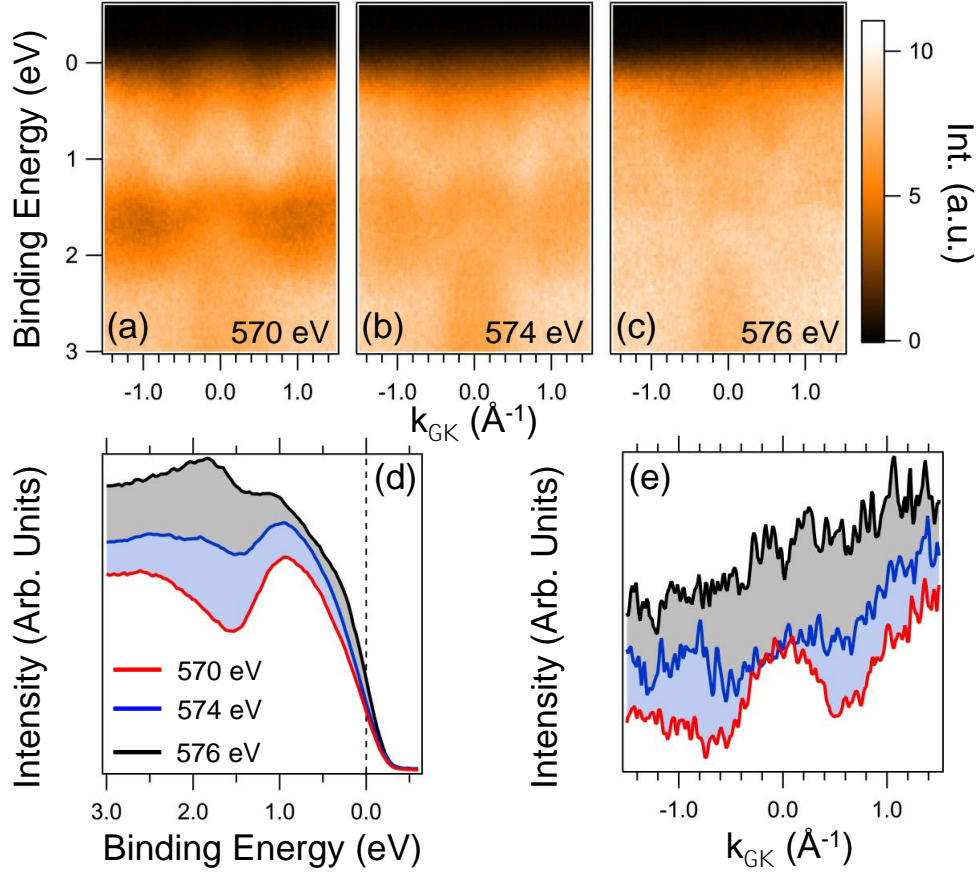 Binding Energy (eV)
0
1
2
3
(a)
570 eV
(b)
574 eV
(c)
576 eV
10
5
0
Int. (a.u.)
-1.0 0.0 1.0
-1.0 0.0 1.0
-1.0 0.0 1.0
kGK (Å-1)
Intensity (Arb. Units)
(d)
570 eV
574 eV
576 eV
3.0 2.0 1.0 0.0
Binding Energy (eV)
Intensity (Arb. Units)
(e)
-1.0 0.0 1.0
kGK (Å-1)